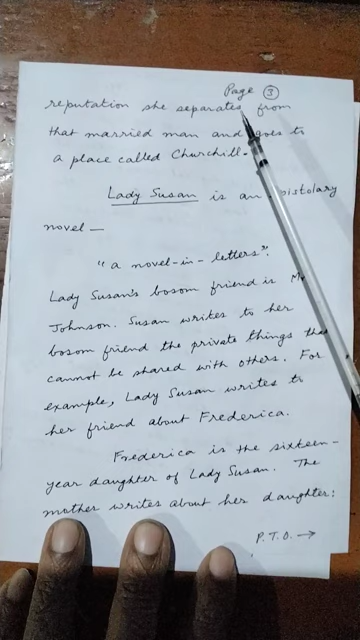 Page ③
reputation she separates from
that married man and goes to
a place called Churchill.
Lady Susan is an pistolary
novel —
"a novel-in-letters".
Lady Susan's bosom friend is
Johnson. Susan writes to her
bosom friend the private things
cannot be shared with others. For
example, Lady Susan writes to
her friend about Frederica.
Frederica is the sixteen-
year daughter of Lady Susan. The
mother writes about her daughter:
P.T.O. →